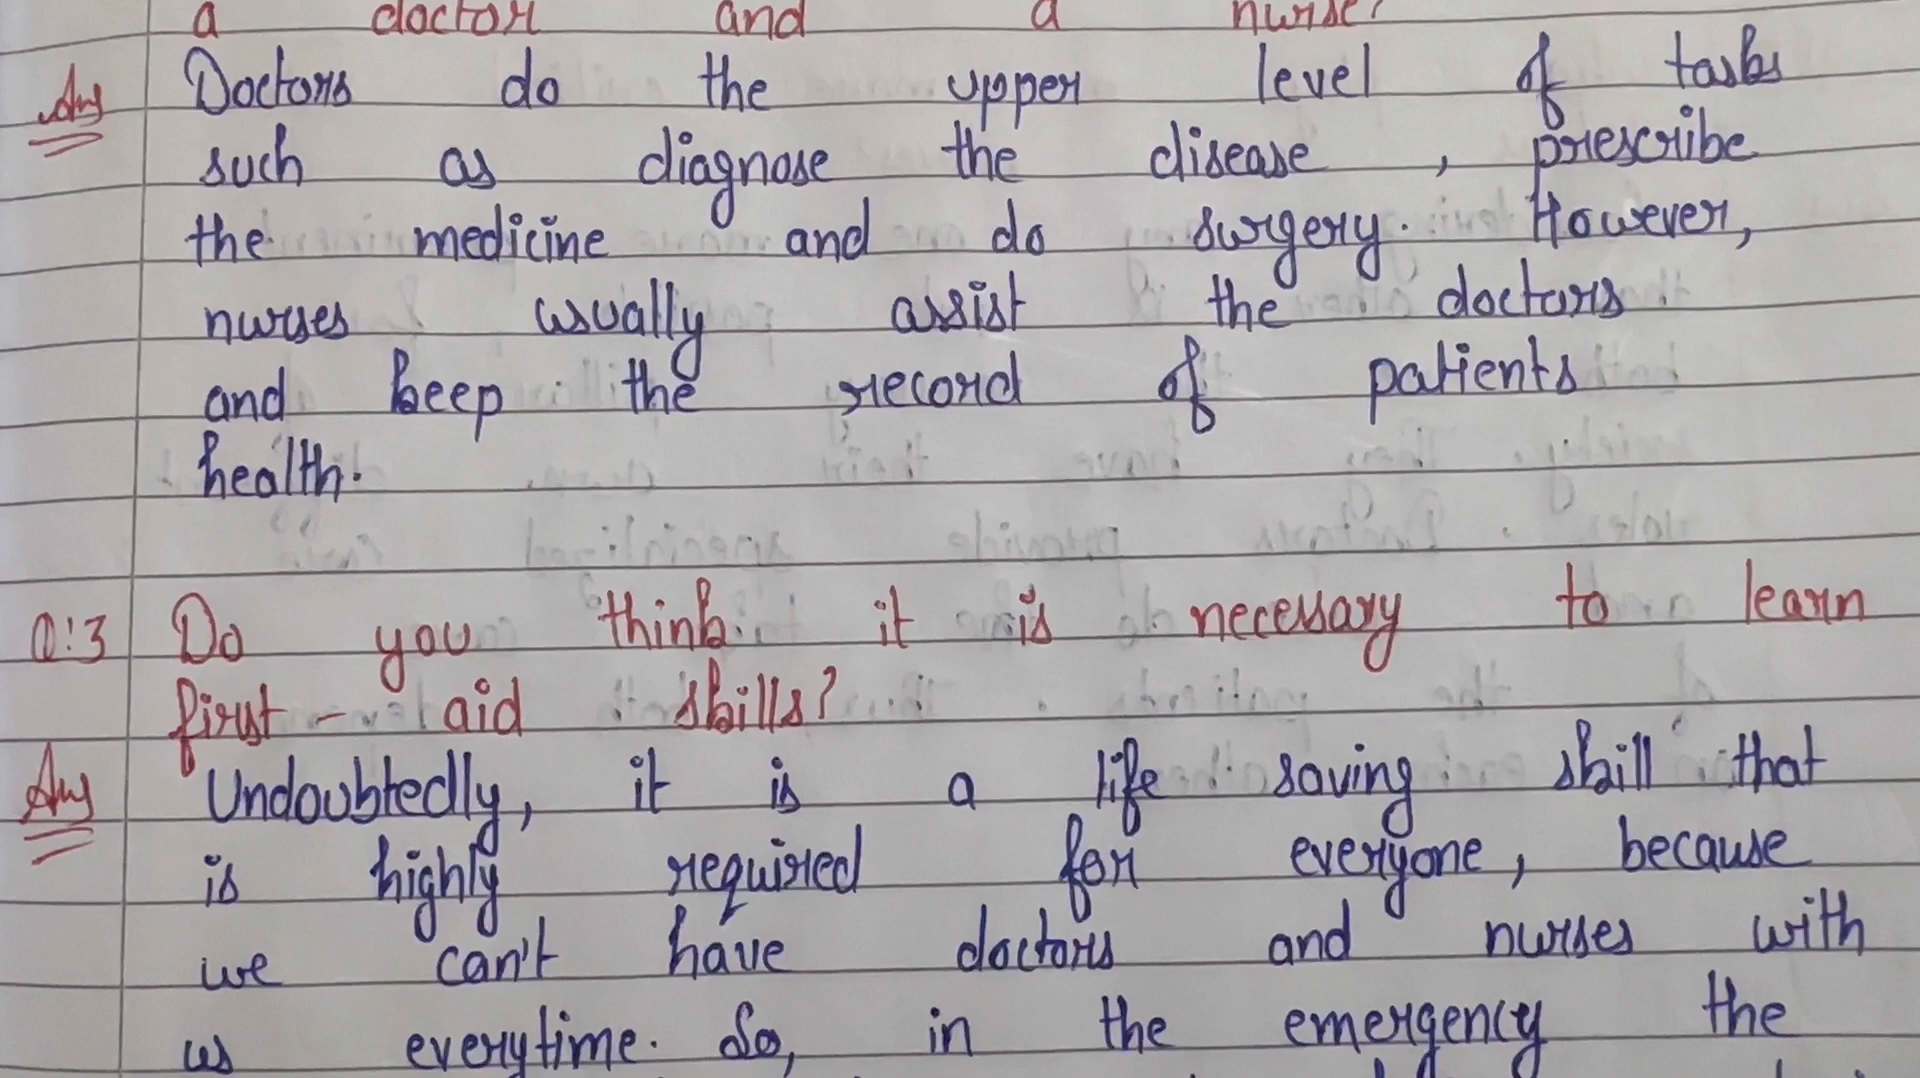 a doctor and a nurse?
Ans Doctors do the upper level of tasks
such as diagnose the disease , prescribe
the medicine and do surgery. However,
nurses usually assist the doctors
and keep the record of patients
health.
Q:3 Do you think it is necessary to learn
first - aid skills?
Ans Undoubtedly, it is a life saving skill that
is highly required for everyone, because
we can't have doctors and nurses with
us everytime. So, in the emergency the